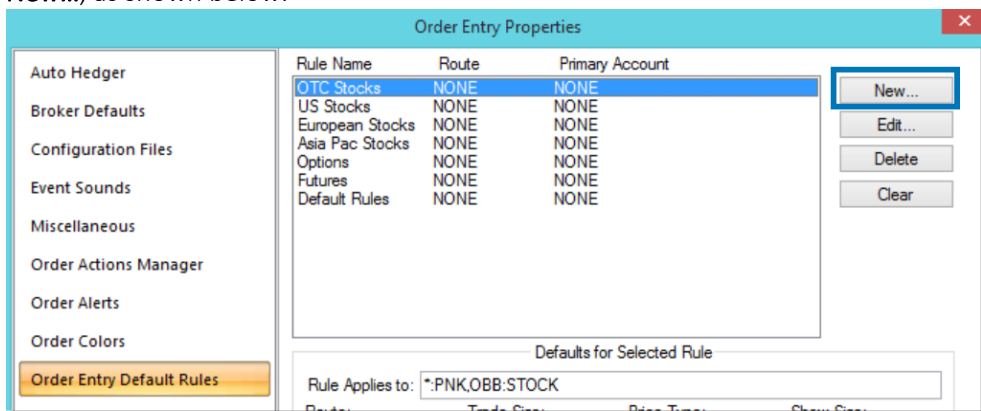 Order Entry Properties
Auto Hedger
Broker Defaults
Configuration Files
Event Sounds
Miscellaneous
Order Actions Manager
Order Alerts
Order Colors
Order Entry Default Rules
Rule Name Route Primary Account
OTC Stocks NONE NONE
US Stocks NONE NONE
European Stocks NONE NONE
Asia Pac Stocks NONE NONE
Options NONE NONE
Futures NONE NONE
Default Rules NONE NONE
New...
Edit...
Delete
Clear
Defaults for Selected Rule
Rule Applies to: *:PNK,OBB:STOCK